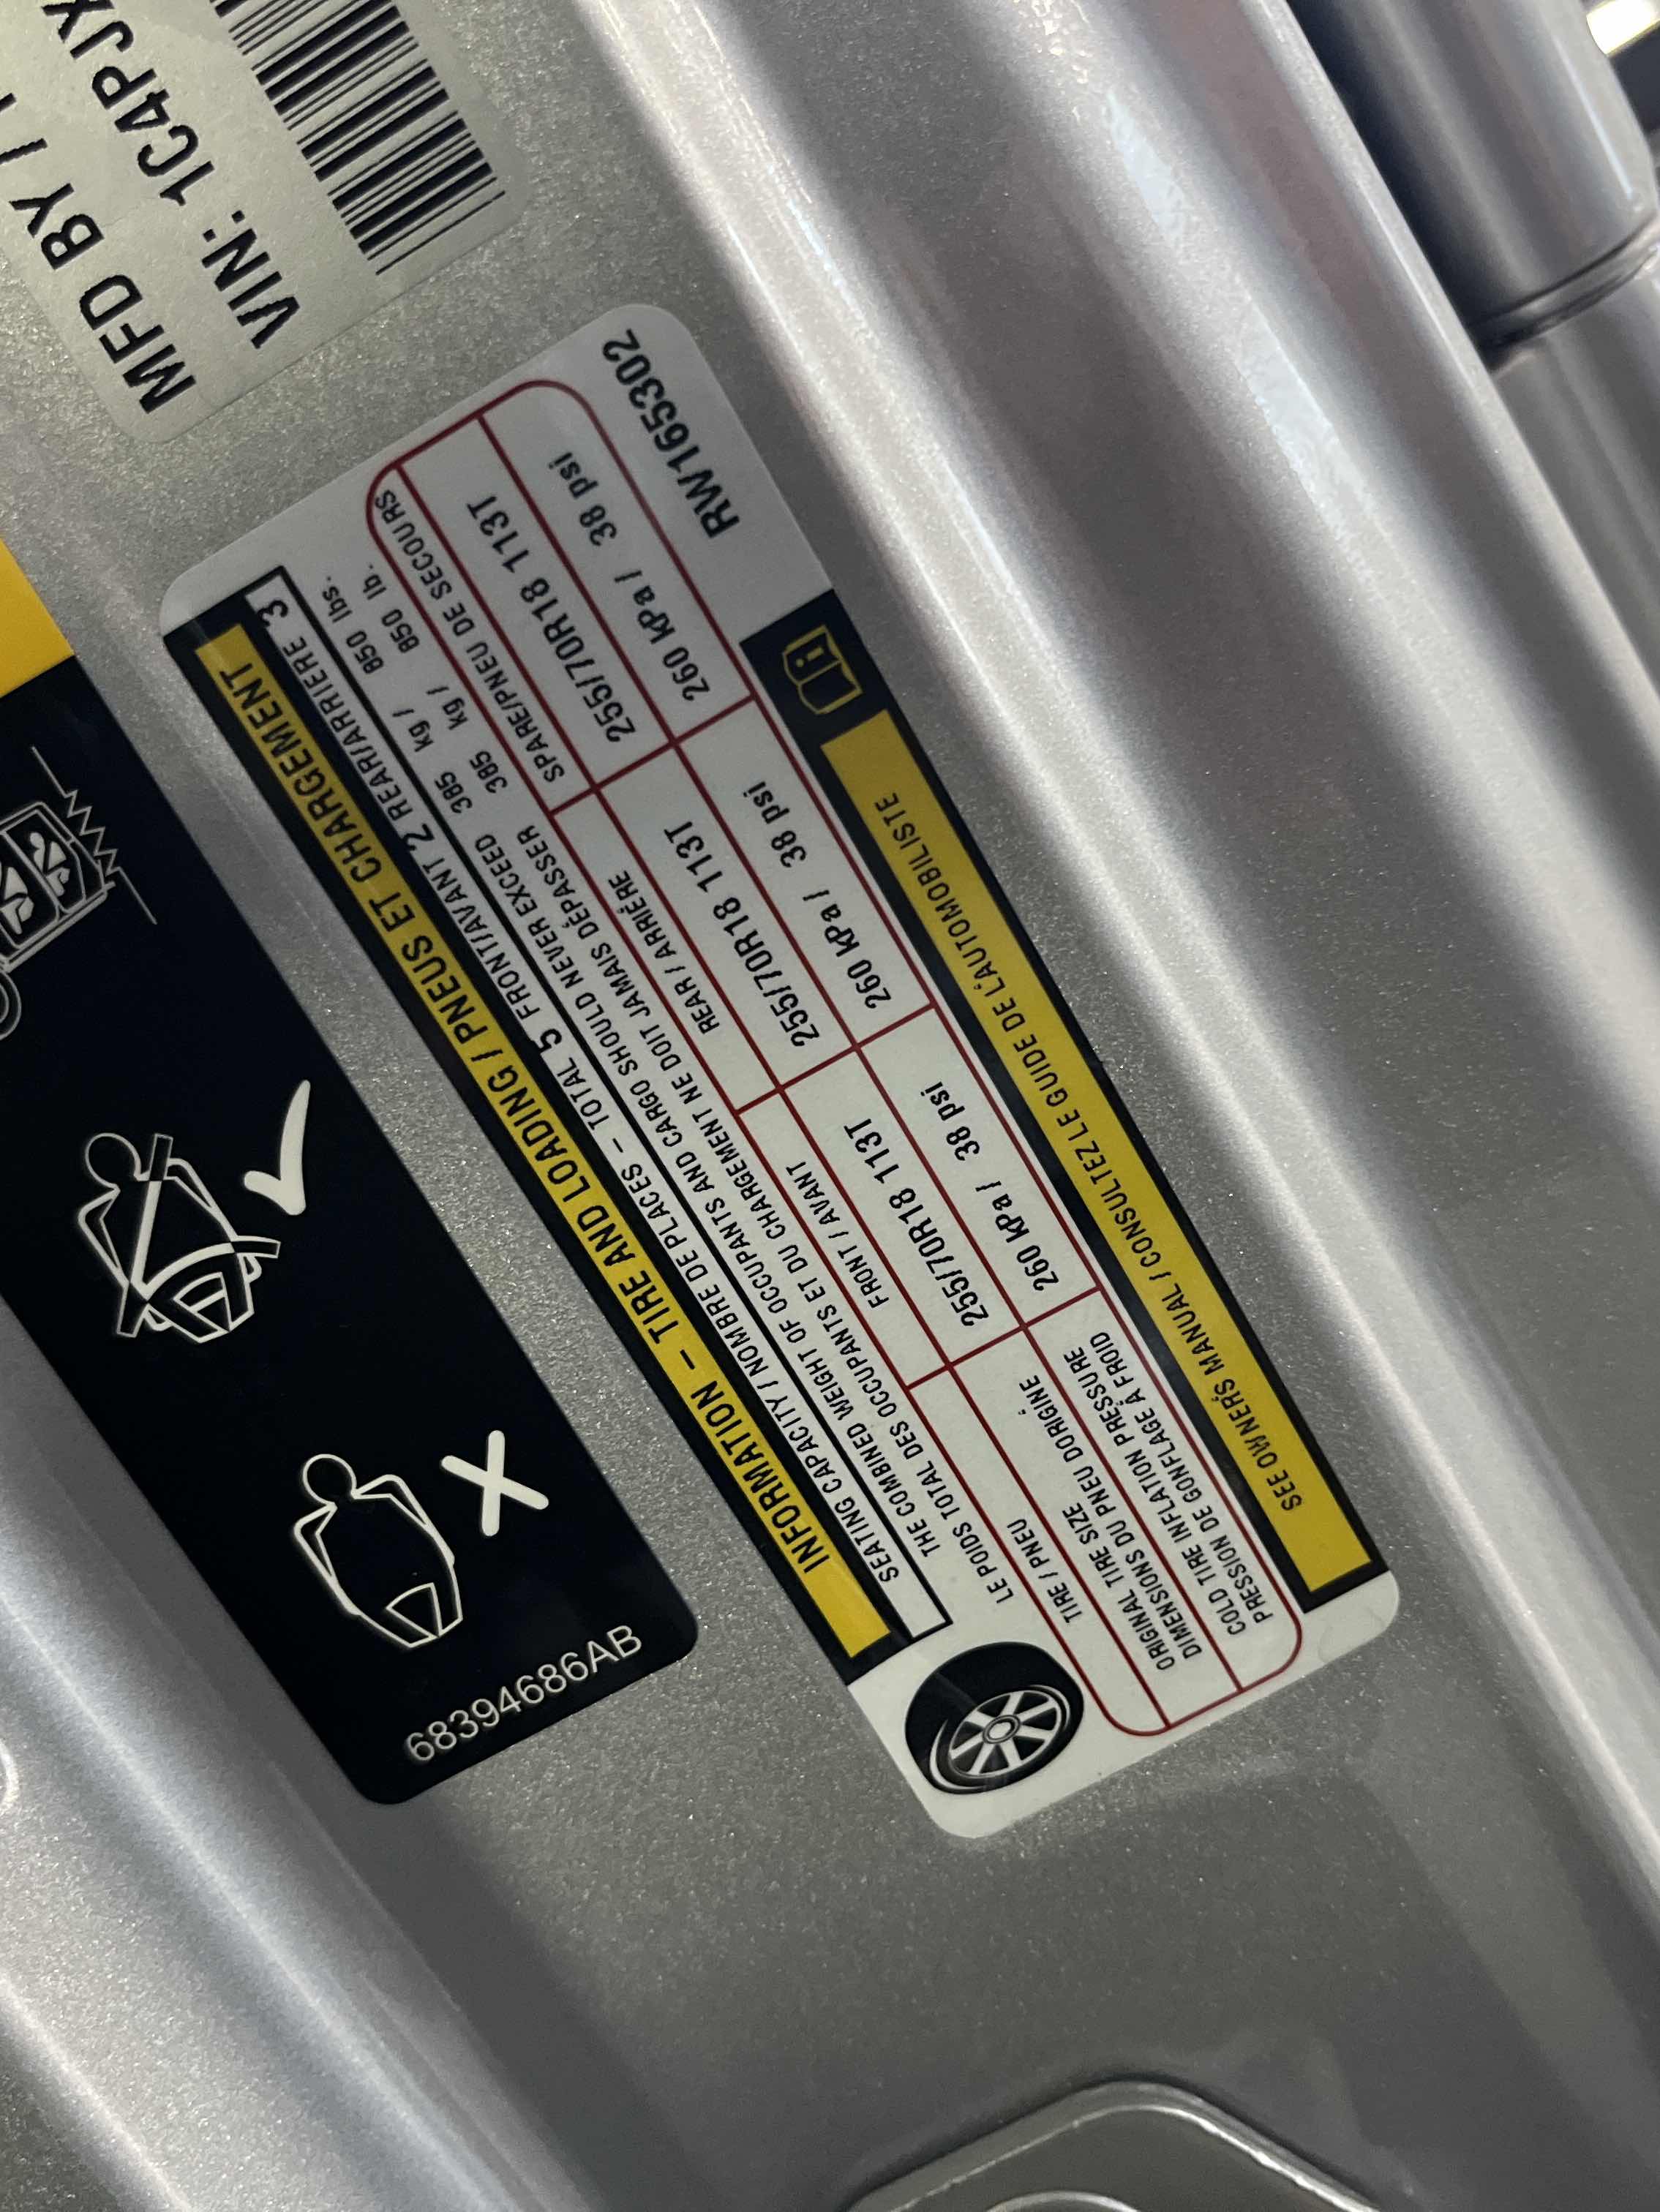 MFD BY
VIN: 1C4PJX
68394686AB
INFORMATION – TIRE AND LOADING / PNEUS ET CHARGEMENT
SEATING CAPACITY / NOMBRE DE PLACES – TOTAL 5 FRONT/AVANT 2 REAR/ARRIERE 3
THE COMBINED WEIGHT OF OCCUPANTS AND CARGO SHOULD NEVER EXCEED 385 kg / 850 lbs.
LE POIDS TOTAL DES OCCUPANTS ET DU CHARGEMENT NE DOIT JAMAIS DÉPASSER 385 kg / 850 lb.
TIRE / PNEU FRONT / AVANT REAR / ARRIÉRE SPARE/PNEU DE SECOURS
ORIGINAL TIRE SIZE 255/70R18 113T 255/70R18 113T 255/70R18 113T
DIMENSIONS DU PNEU DORIGINÉ
COLD TIRE INFLATION PRESSURE 260 kPa / 38 psi 260 kPa / 38 psi 260 kPa / 38 psi
PRESSION DE GONFLAGE À FROID
SEE OWNER'S MANUAL / CONSULTEZ LE GUIDE DE L'AUTOMOBILISTE
RW165302